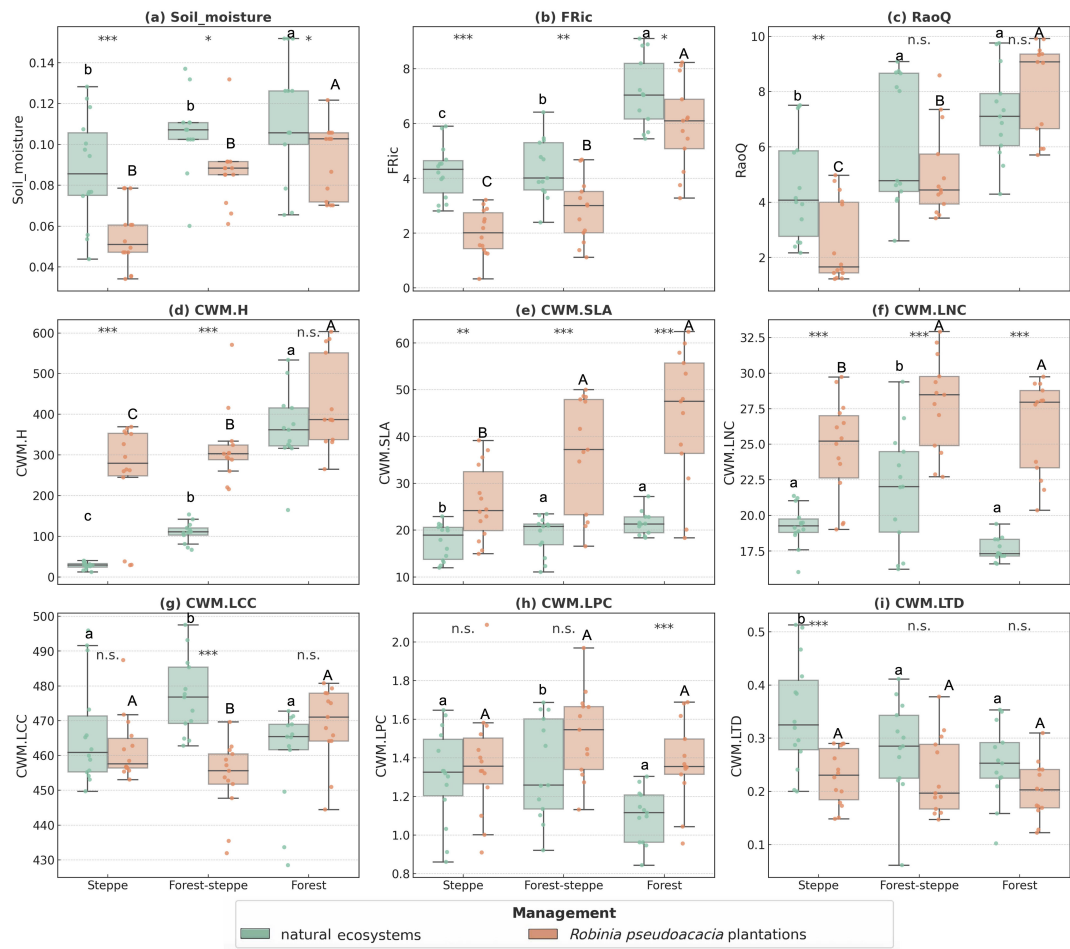 (a) Soil_moisture
(b) FRic
(c) RaoQ
Soil_moisture
0.14
0.12
0.10
0.08
0.06
0.04
*** * *
b B b B a A
FRic
8
6
4
2
0
*** ** *
c C b B a A
RaoQ
10
8
6
4
2
** n.s. n.s.
b C a B a A
(d) CWM.H
(e) CWM.SLA
(f) CWM.LNC
CWM.H
600
500
400
300
200
100
0
*** *** n.s.
c C b B a A
CWM.SLA
60
50
40
30
20
10
** *** ***
b B a A a A
CWM.LNC
32.5
30.0
27.5
25.0
22.5
20.0
17.5
*** *** ***
a B b A a A
(g) CWM.LCC
(h) CWM.LPC
(i) CWM.LTD
CWM.LCC
500
490
480
470
460
450
440
430
n.s. *** n.s.
a A b B a A
Steppe Forest-steppe Forest
CWM.LPC
2.0
1.8
1.6
1.4
1.2
1.0
0.8
n.s. n.s. ***
a A b A a A
Steppe Forest-steppe Forest
CWM.LTD
0.5
0.4
0.3
0.2
0.1
*** n.s. n.s.
b A a A a A
Steppe Forest-steppe Forest
Management
natural ecosystems Robinia pseudoacacia plantations